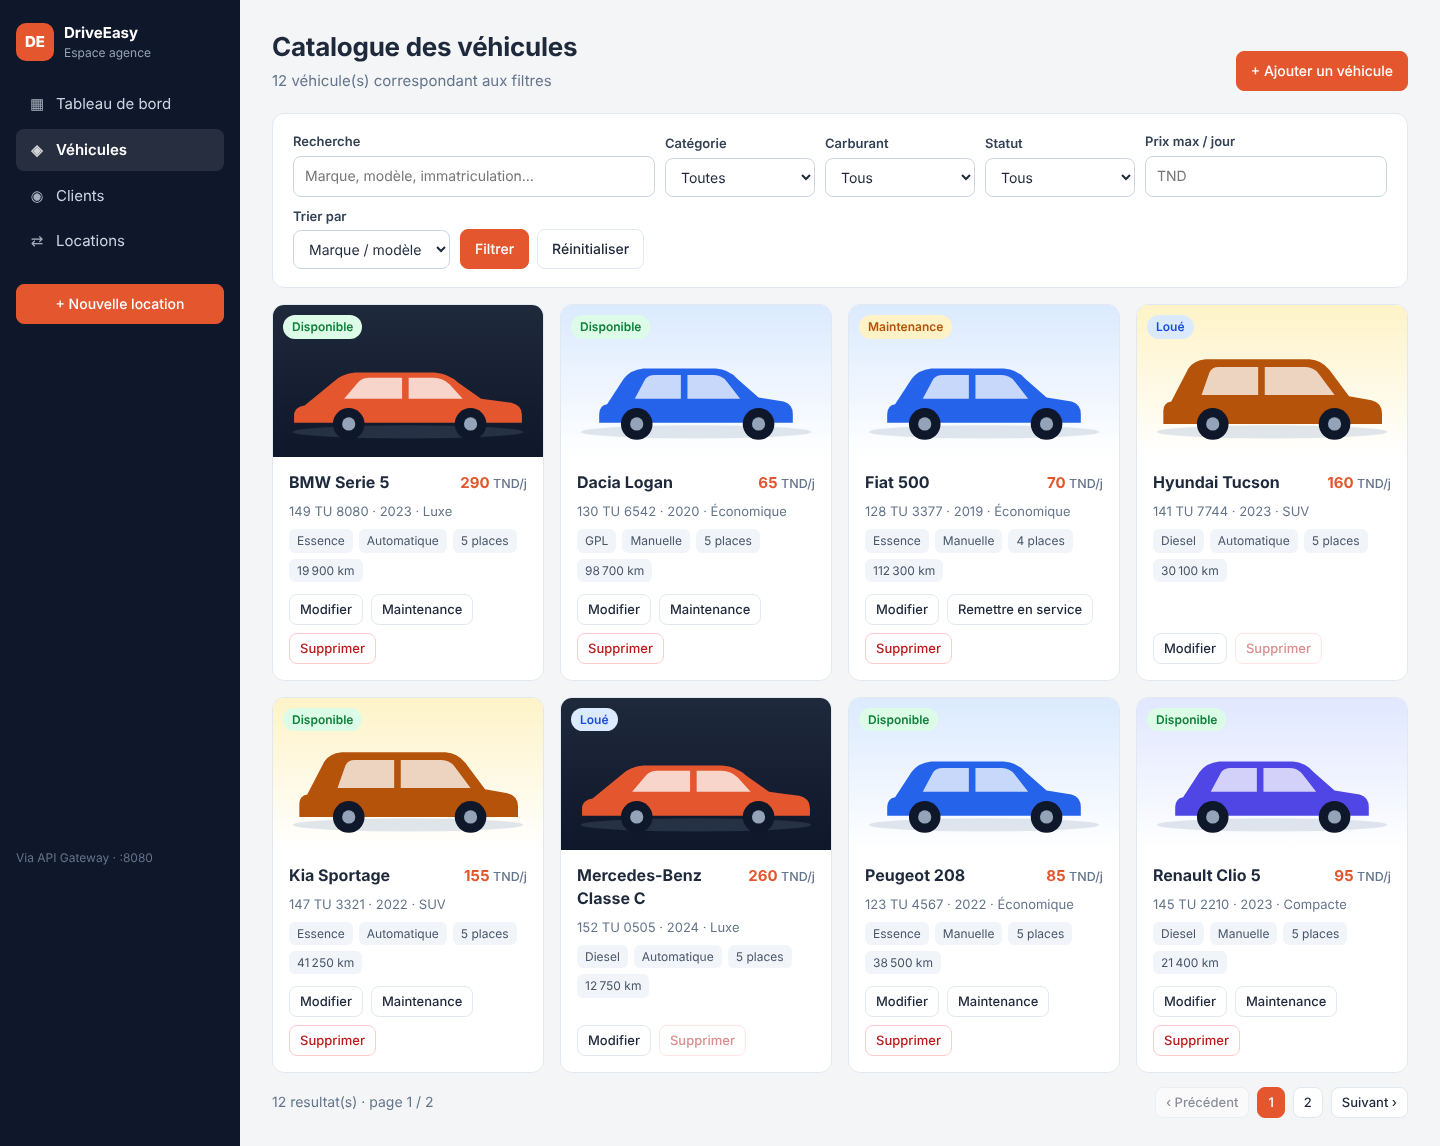 DE
DriveEasy
Espace agence
Tableau de bord
Véhicules
Clients
Locations
+ Nouvelle location
Via API Gateway · :8080
Catalogue des véhicules
12 véhicule(s) correspondant aux filtres
+ Ajouter un véhicule
Recherche
Marque, modèle, immatriculation...
Catégorie
Toutes
Carburant
Tous
Statut
Tous
Prix max / jour
TND
Trier par
Marque / modèle
Filtrer
Réinitialiser
Disponible
BMW Serie 5
290 TND/j
149 TU 8080 · 2023 · Luxe
Essence
Automatique
5 places
19 900 km
Modifier
Maintenance
Supprimer
Disponible
Dacia Logan
65 TND/j
130 TU 6542 · 2020 · Économique
GPL
Manuelle
5 places
98 700 km
Modifier
Maintenance
Supprimer
Maintenance
Fiat 500
70 TND/j
128 TU 3377 · 2019 · Économique
Essence
Manuelle
4 places
112 300 km
Modifier
Remettre en service
Supprimer
Loué
Hyundai Tucson
160 TND/j
141 TU 7744 · 2023 · SUV
Diesel
Automatique
5 places
30 100 km
Modifier
Supprimer
Disponible
Kia Sportage
155 TND/j
147 TU 3321 · 2022 · SUV
Essence
Automatique
5 places
41 250 km
Modifier
Maintenance
Supprimer
Loué
Mercedes-Benz
Classe C
260 TND/j
152 TU 0505 · 2024 · Luxe
Diesel
Automatique
5 places
12 750 km
Modifier
Supprimer
Disponible
Peugeot 208
85 TND/j
123 TU 4567 · 2022 · Économique
Essence
Manuelle
5 places
38 500 km
Modifier
Maintenance
Supprimer
Disponible
Renault Clio 5
95 TND/j
145 TU 2210 · 2023 · Compacte
Diesel
Manuelle
5 places
21 400 km
Modifier
Maintenance
Supprimer
12 resultat(s) · page 1 / 2
‹ Précédent
1
2
Suivant ›